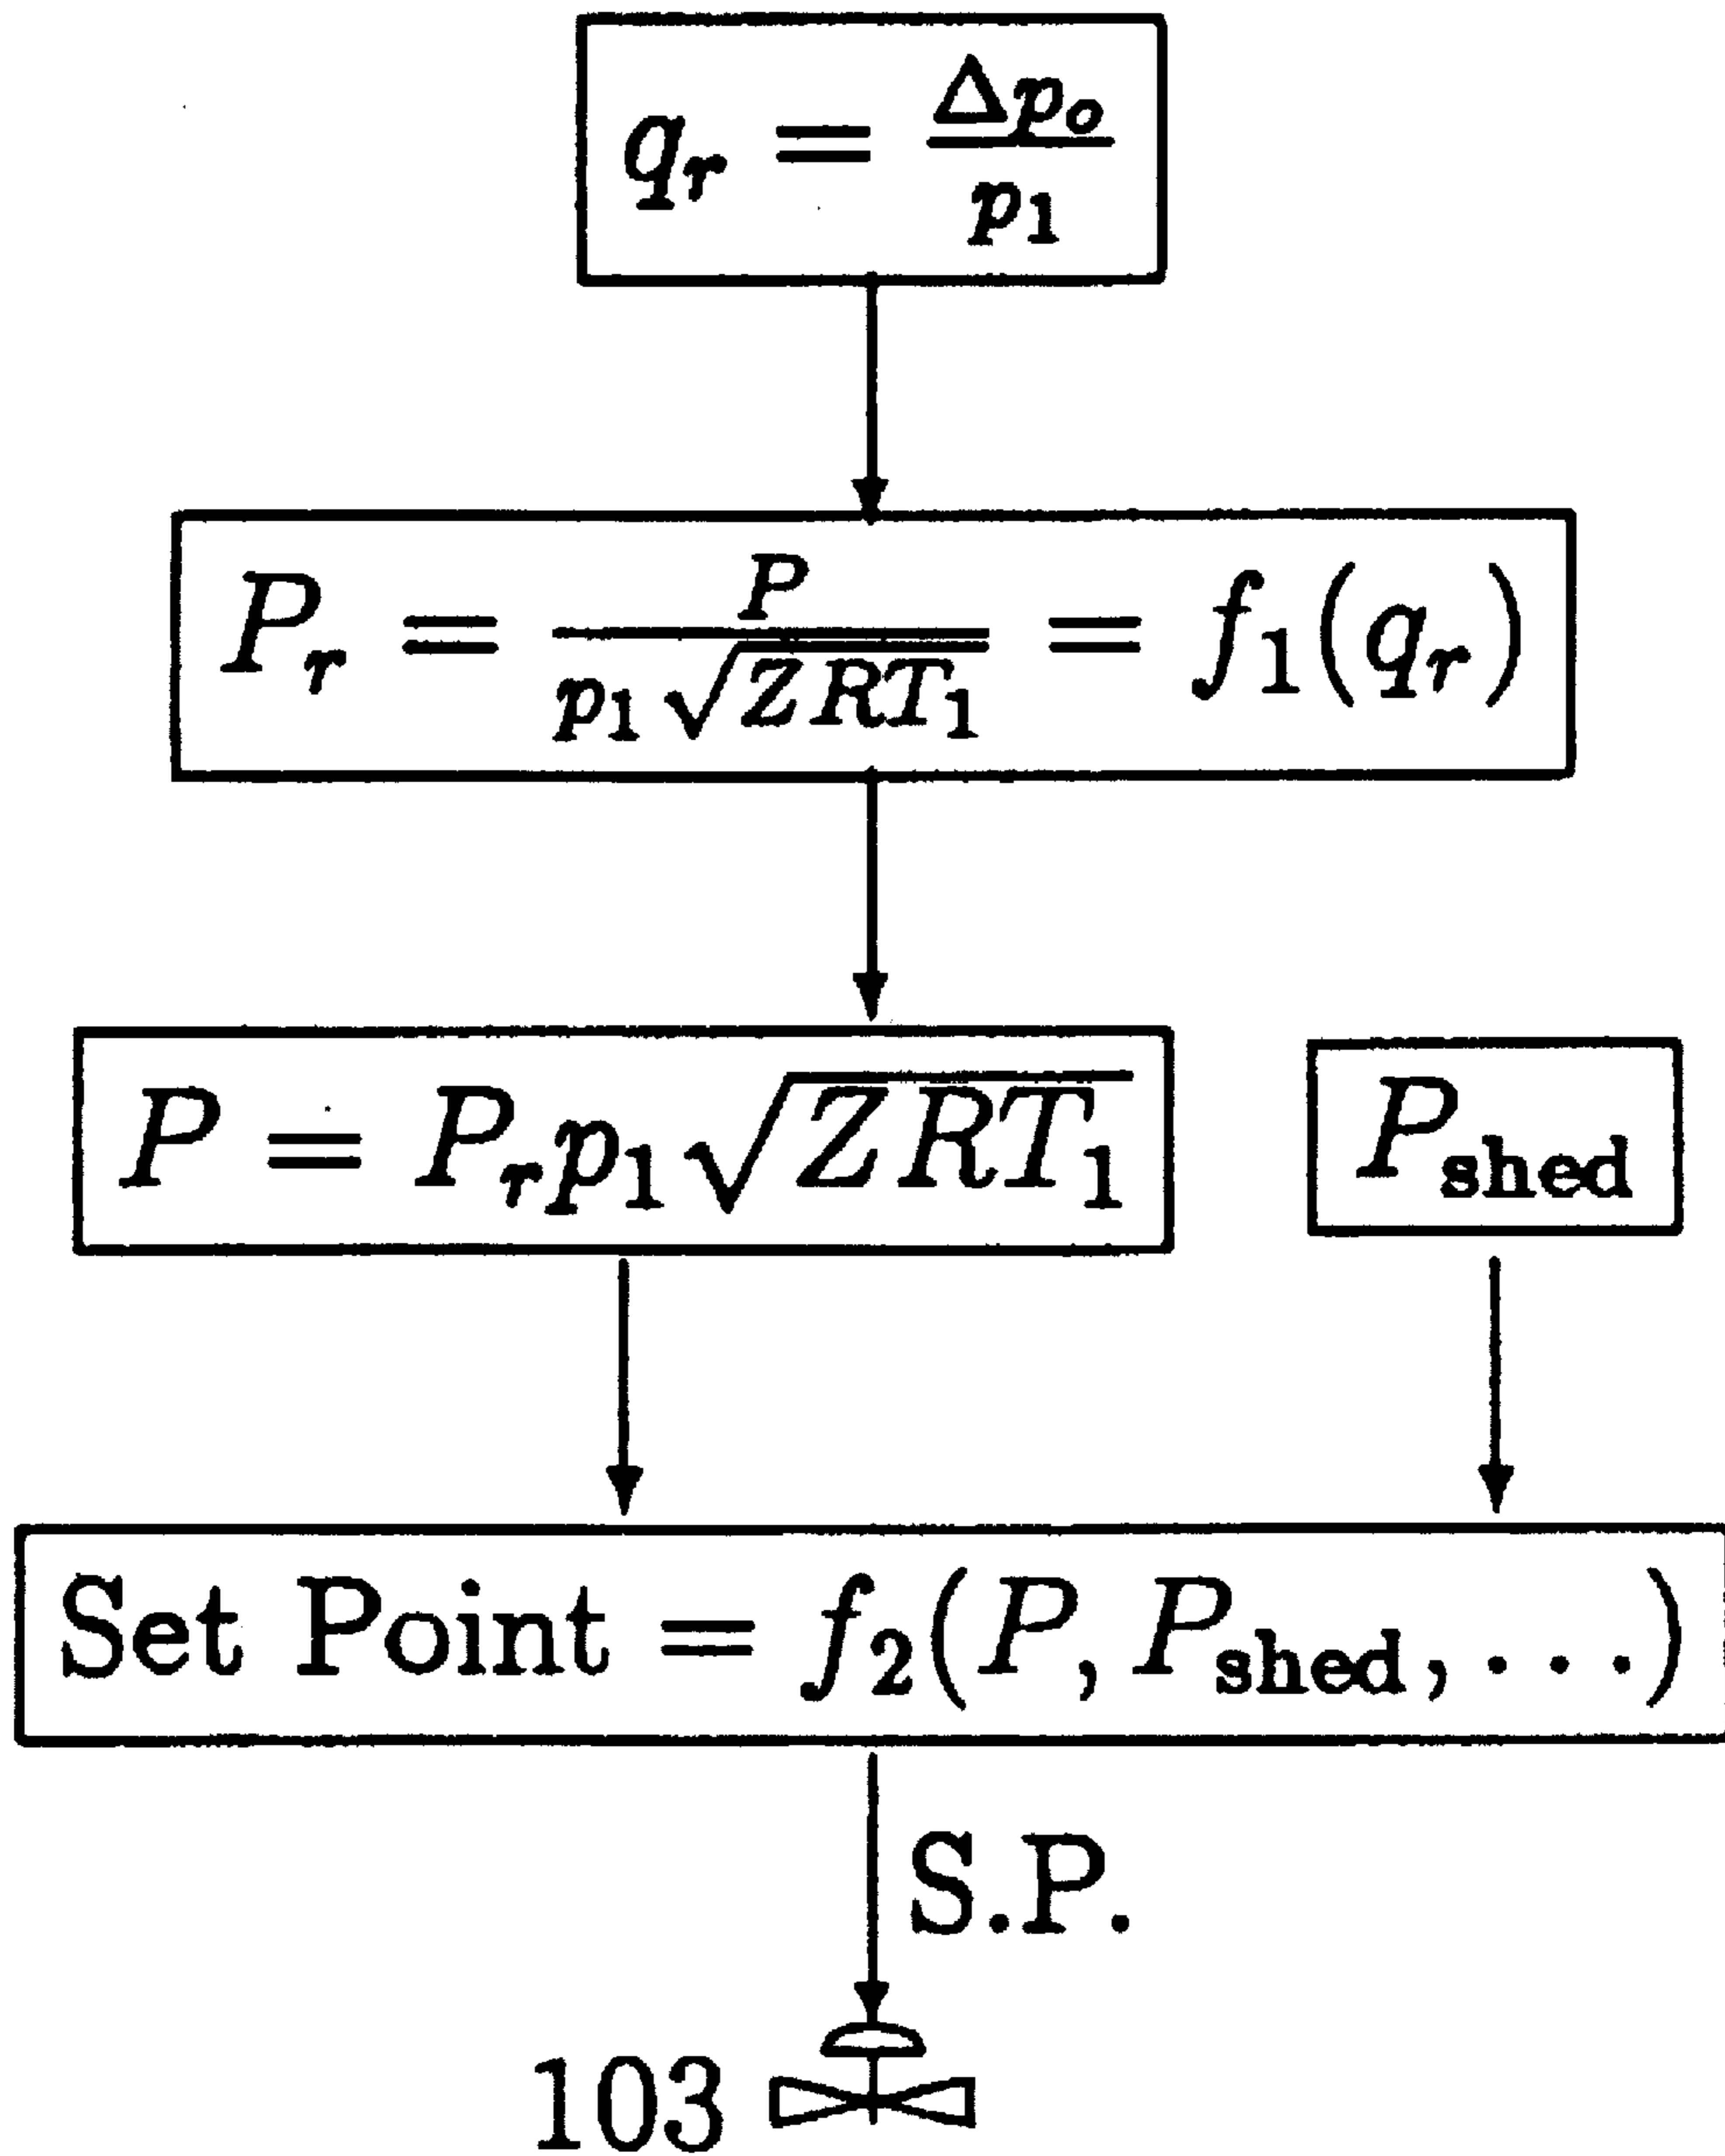 q_r = Δp_o / p_1
P_r = P / (p_1 √(ZRT_1)) = f_1(q_r)
P = P_r p_1 √(ZRT_1)
P_shed
Set Point = f_2(P, P_shed, ...)
S.P.
103